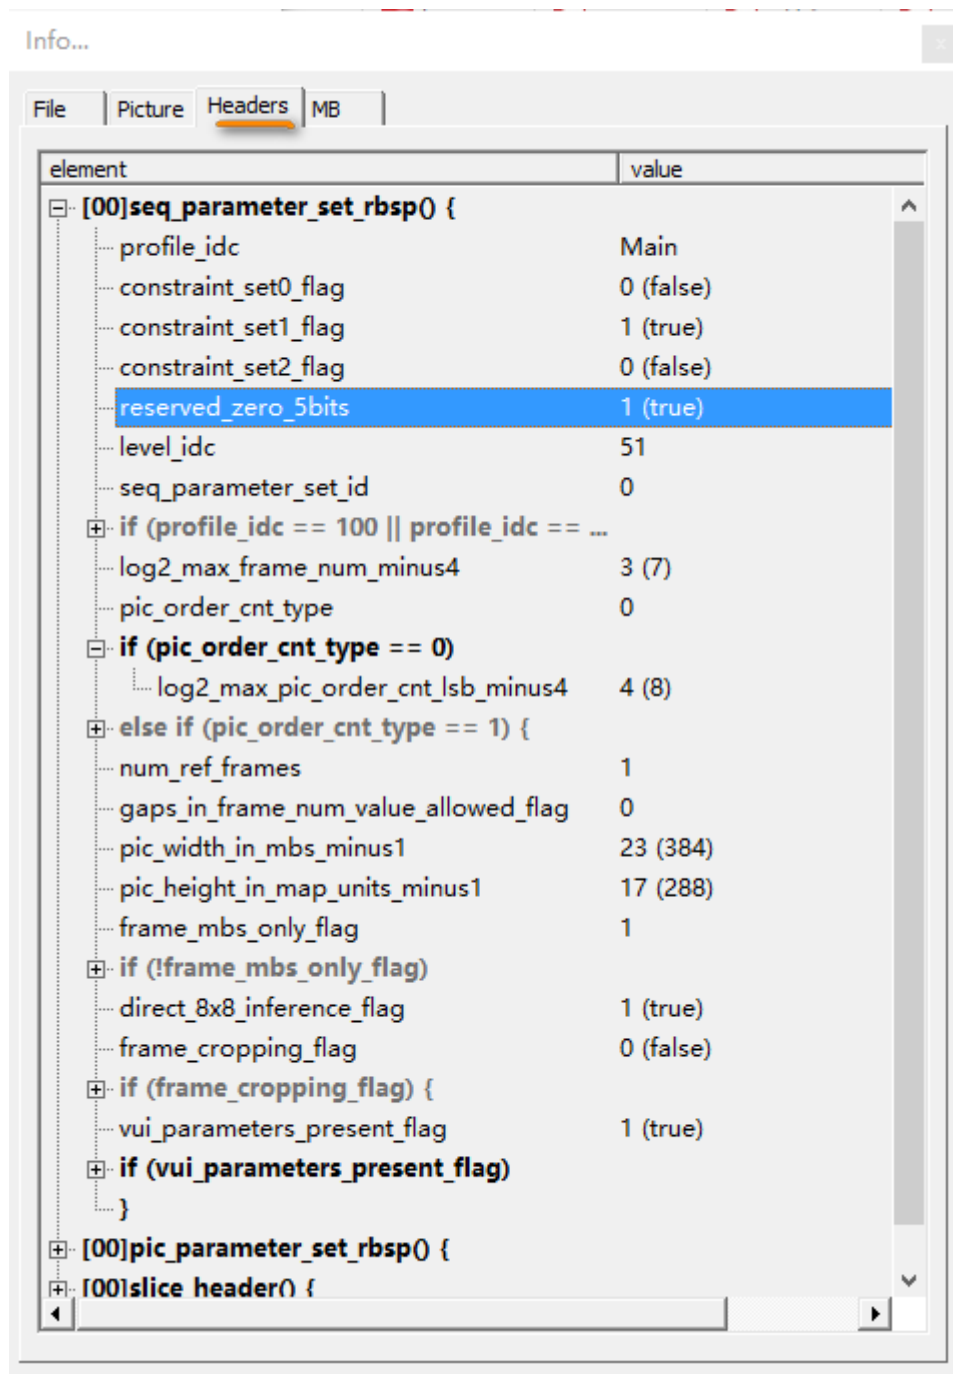 Info...
x
File Picture Headers MB
element value
[00]seq_parameter_set_rbsp() {
profile_idc Main
constraint_set0_flag 0 (false)
constraint_set1_flag 1 (true)
constraint_set2_flag 0 (false)
reserved_zero_5bits 1 (true)
level_idc 51
seq_parameter_set_id 0
if (profile_idc == 100 || profile_idc == ...
log2_max_frame_num_minus4 3 (7)
pic_order_cnt_type 0
if (pic_order_cnt_type == 0)
log2_max_pic_order_cnt_lsb_minus4 4 (8)
else if (pic_order_cnt_type == 1) {
num_ref_frames 1
gaps_in_frame_num_value_allowed_flag 0
pic_width_in_mbs_minus1 23 (384)
pic_height_in_map_units_minus1 17 (288)
frame_mbs_only_flag 1
if (!frame_mbs_only_flag)
direct_8x8_inference_flag 1 (true)
frame_cropping_flag 0 (false)
if (frame_cropping_flag) {
vui_parameters_present_flag 1 (true)
if (vui_parameters_present_flag)
}
[00]pic_parameter_set_rbsp() {
[00]slice_header() {